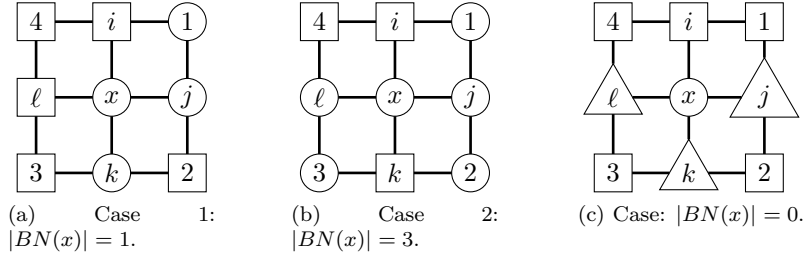 4 i 1 4 i 1 4 i 1
ℓ x j ℓ x j ℓ x j
3 k 2 3 k 2 3 k 2
(a) Case 1: (b) Case 2: (c) Case: |BN(x)| = 0.
|BN(x)| = 1. |BN(x)| = 3.